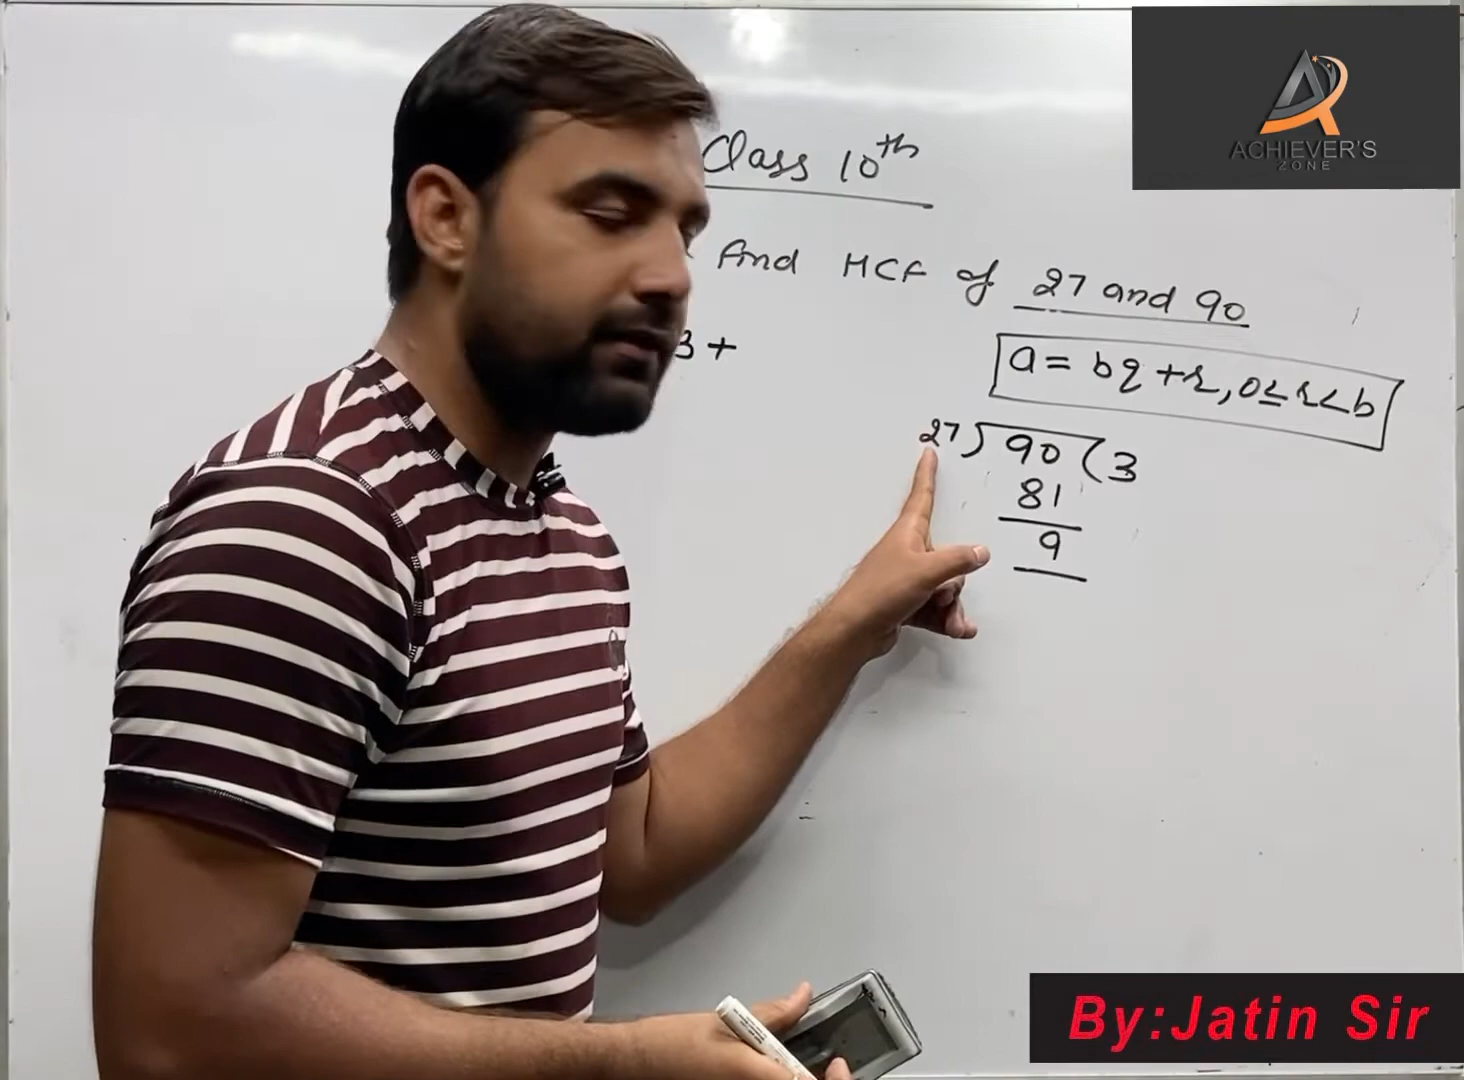 ACHIEVER'S
ZONE
Class 10th
find HCF of 27 and 90
3 +
a = bq + r, 0 ≤ r < b
27 ) 90 ( 3
81
9
By:Jatin Sir